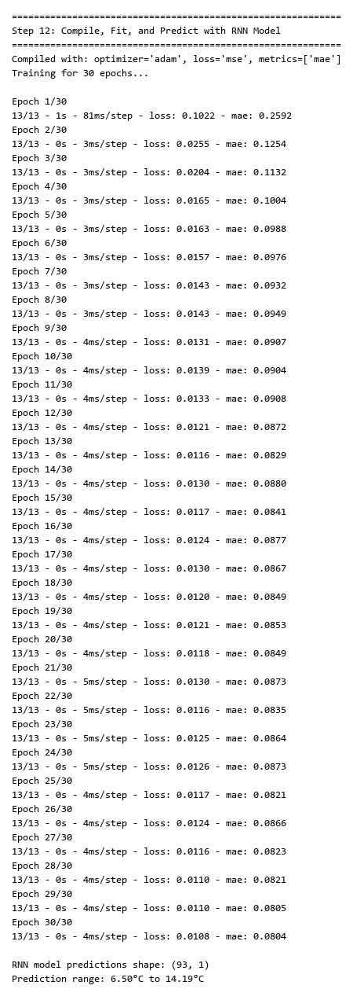 ============================================================
Step 12: Compile, Fit, and Predict with RNN Model
============================================================
Compiled with: optimizer='adam', loss='mse', metrics=['mae']
Training for 30 epochs...
Epoch 1/30
13/13 - 1s - 81ms/step - loss: 0.1022 - mae: 0.2592
Epoch 2/30
13/13 - 0s - 3ms/step - loss: 0.0255 - mae: 0.1254
Epoch 3/30
13/13 - 0s - 3ms/step - loss: 0.0204 - mae: 0.1132
Epoch 4/30
13/13 - 0s - 3ms/step - loss: 0.0165 - mae: 0.1004
Epoch 5/30
13/13 - 0s - 3ms/step - loss: 0.0163 - mae: 0.0988
Epoch 6/30
13/13 - 0s - 3ms/step - loss: 0.0157 - mae: 0.0976
Epoch 7/30
13/13 - 0s - 3ms/step - loss: 0.0143 - mae: 0.0932
Epoch 8/30
13/13 - 0s - 3ms/step - loss: 0.0143 - mae: 0.0949
Epoch 9/30
13/13 - 0s - 4ms/step - loss: 0.0131 - mae: 0.0907
Epoch 10/30
13/13 - 0s - 4ms/step - loss: 0.0139 - mae: 0.0904
Epoch 11/30
13/13 - 0s - 4ms/step - loss: 0.0133 - mae: 0.0908
Epoch 12/30
13/13 - 0s - 4ms/step - loss: 0.0121 - mae: 0.0872
Epoch 13/30
13/13 - 0s - 4ms/step - loss: 0.0116 - mae: 0.0829
Epoch 14/30
13/13 - 0s - 4ms/step - loss: 0.0130 - mae: 0.0880
Epoch 15/30
13/13 - 0s - 4ms/step - loss: 0.0117 - mae: 0.0841
Epoch 16/30
13/13 - 0s - 4ms/step - loss: 0.0124 - mae: 0.0877
Epoch 17/30
13/13 - 0s - 4ms/step - loss: 0.0130 - mae: 0.0867
Epoch 18/30
13/13 - 0s - 4ms/step - loss: 0.0120 - mae: 0.0849
Epoch 19/30
13/13 - 0s - 4ms/step - loss: 0.0121 - mae: 0.0853
Epoch 20/30
13/13 - 0s - 4ms/step - loss: 0.0118 - mae: 0.0849
Epoch 21/30
13/13 - 0s - 5ms/step - loss: 0.0130 - mae: 0.0873
Epoch 22/30
13/13 - 0s - 5ms/step - loss: 0.0116 - mae: 0.0835
Epoch 23/30
13/13 - 0s - 5ms/step - loss: 0.0125 - mae: 0.0864
Epoch 24/30
13/13 - 0s - 5ms/step - loss: 0.0126 - mae: 0.0873
Epoch 25/30
13/13 - 0s - 4ms/step - loss: 0.0117 - mae: 0.0821
Epoch 26/30
13/13 - 0s - 4ms/step - loss: 0.0124 - mae: 0.0866
Epoch 27/30
13/13 - 0s - 4ms/step - loss: 0.0116 - mae: 0.0823
Epoch 28/30
13/13 - 0s - 4ms/step - loss: 0.0110 - mae: 0.0821
Epoch 29/30
13/13 - 0s - 4ms/step - loss: 0.0110 - mae: 0.0805
Epoch 30/30
13/13 - 0s - 4ms/step - loss: 0.0108 - mae: 0.0804
RNN model predictions shape: (93, 1)
Prediction range: 6.50°C to 14.19°C